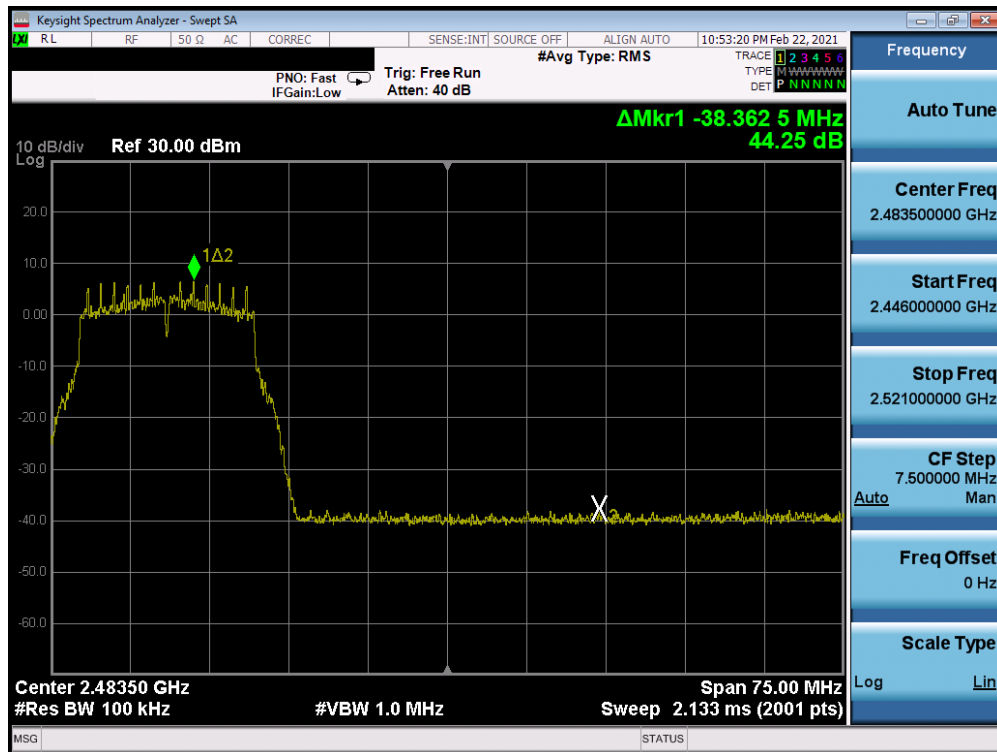 Keysight Spectrum Analyzer - Swept SA
LXI RL RF 50 Ω AC CORREC SENSE:INT SOURCE OFF ALIGN AUTO 10:53:20 PM Feb 22, 2021
#Avg Type: RMS
TRACE 1 2 3 4 5 6
PNO: Fast Trig: Free Run TYPE M W W W W W
IFGain:Low Atten: 40 dB DET P N N N N N
ΔMkr1 -38.362 5 MHz
44.25 dB
10 dB/div Ref 30.00 dBm
Log
20.0
1Δ2
10.0
0.00
-10.0
-20.0
-30.0
-40.0
-50.0
-60.0
Center 2.48350 GHz Span 75.00 MHz
#Res BW 100 kHz #VBW 1.0 MHz Sweep 2.133 ms (2001 pts)
MSG STATUS
Frequency
Auto Tune
Center Freq
2.483500000 GHz
Start Freq
2.446000000 GHz
Stop Freq
2.521000000 GHz
CF Step
7.500000 MHz
Auto Man
Freq Offset
0 Hz
Scale Type
Log Lin